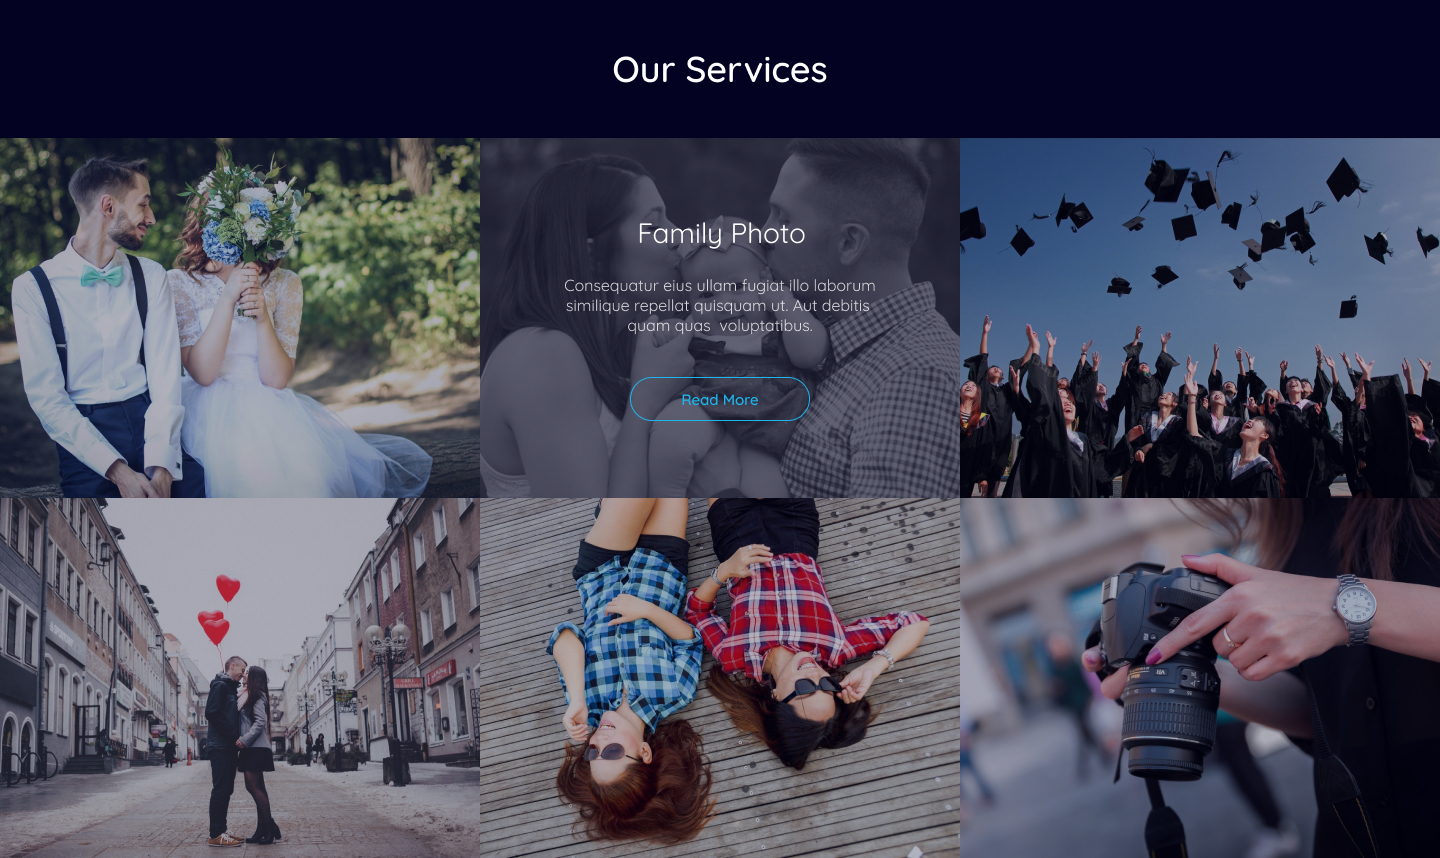 Our Services
Family Photo
Consequatur eius ullam fugiat illo laborum
similique repellat quisquam ut. Aut debitis
quam quas  voluptatibus.
Read More